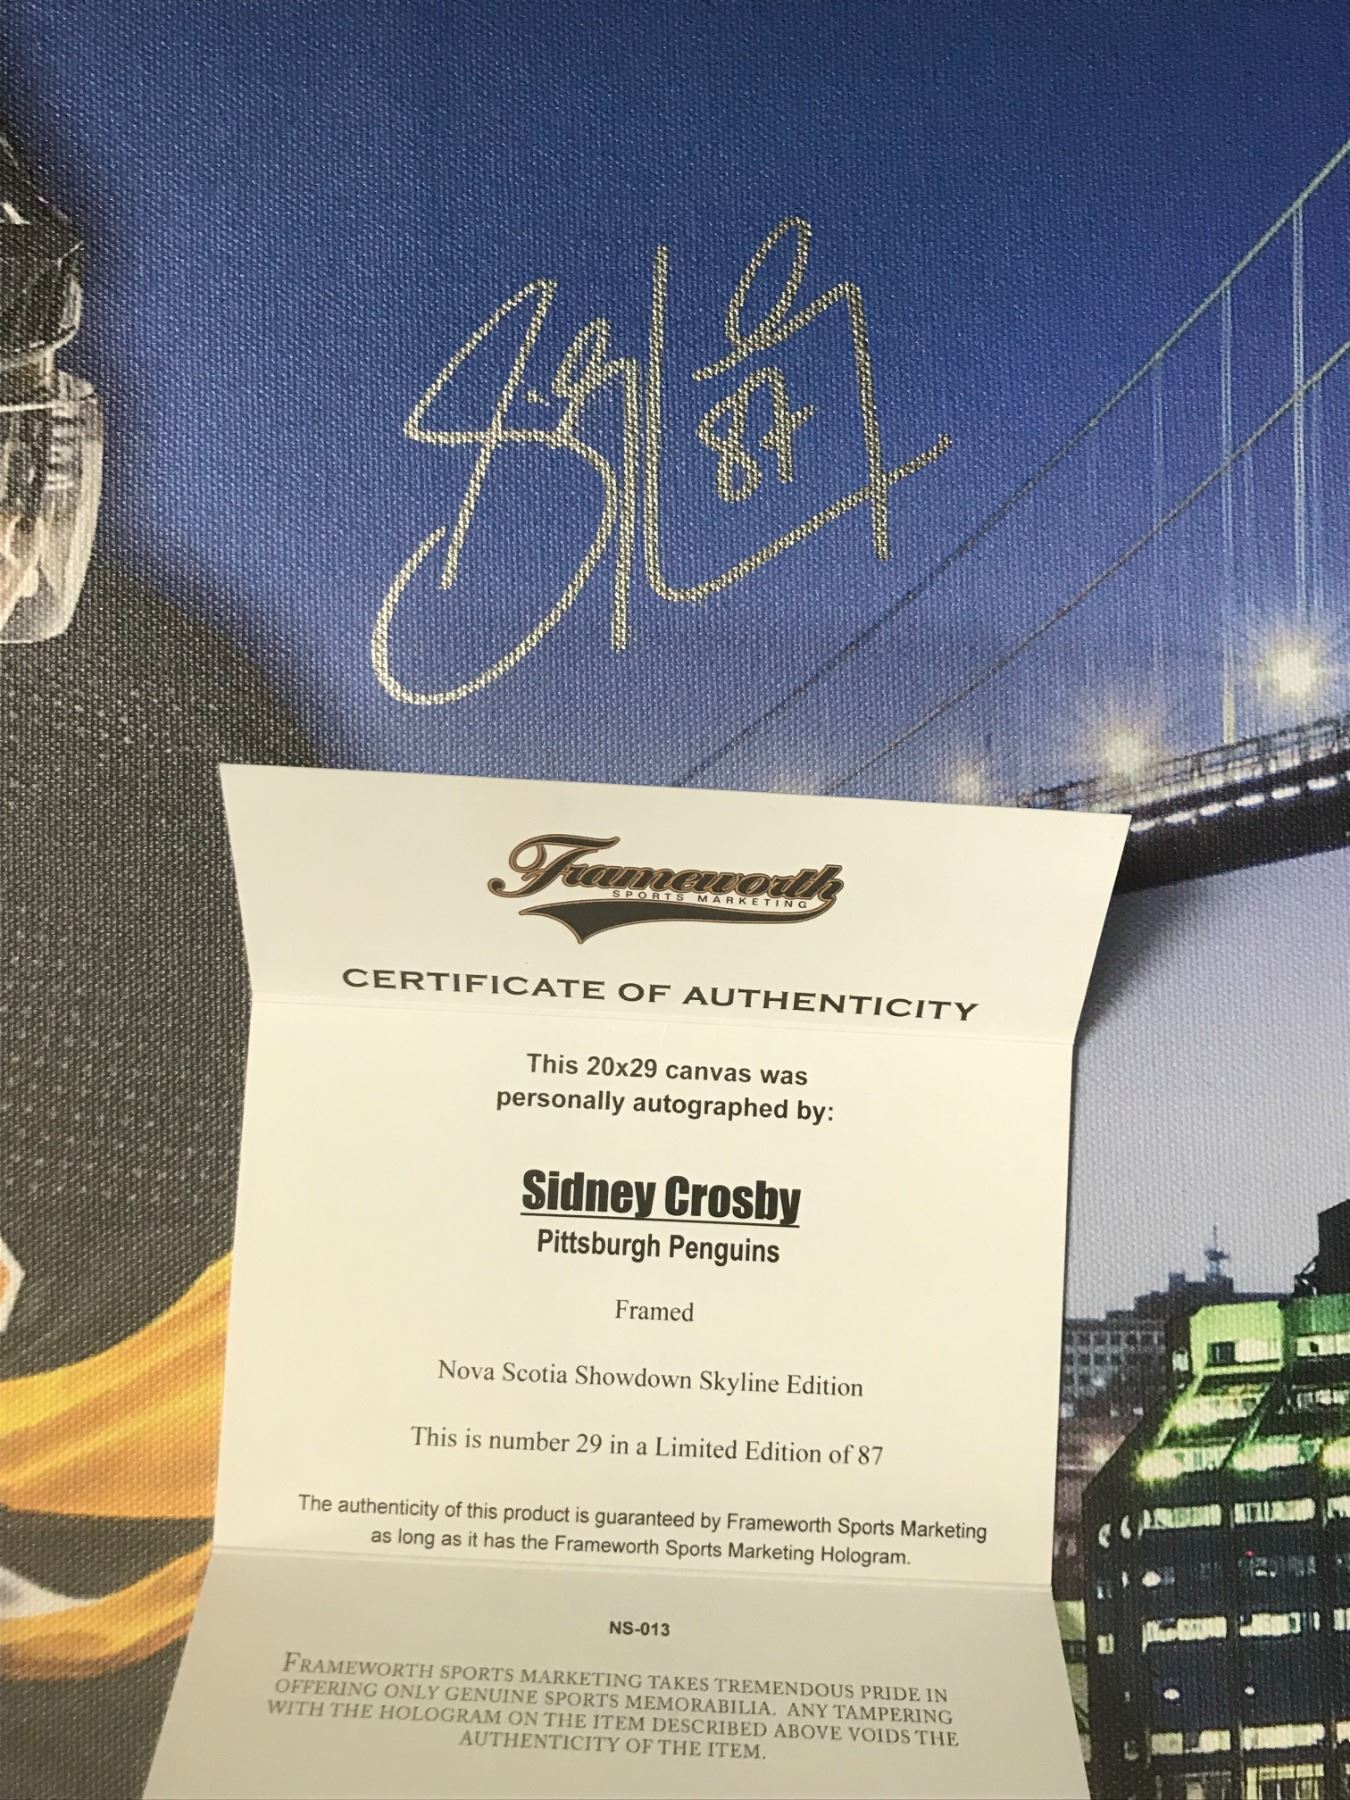 87
Frameworth
SPORTS MARKETING
CERTIFICATE OF AUTHENTICITY
This 20x29 canvas was
personally autographed by:
Sidney Crosby
Pittsburgh Penguins
Framed
Nova Scotia Showdown Skyline Edition
This is number 29 in a Limited Edition of 87
The authenticity of this product is guaranteed by Frameworth Sports Marketing
as long as it has the Frameworth Sports Marketing Hologram.
NS-013
FRAMEWORTH SPORTS MARKETING TAKES TREMENDOUS PRIDE IN
OFFERING ONLY GENUINE SPORTS MEMORABILIA. ANY TAMPERING
WITH THE HOLOGRAM ON THE ITEM DESCRIBED ABOVE VOIDS THE
AUTHENTICITY OF THE ITEM.